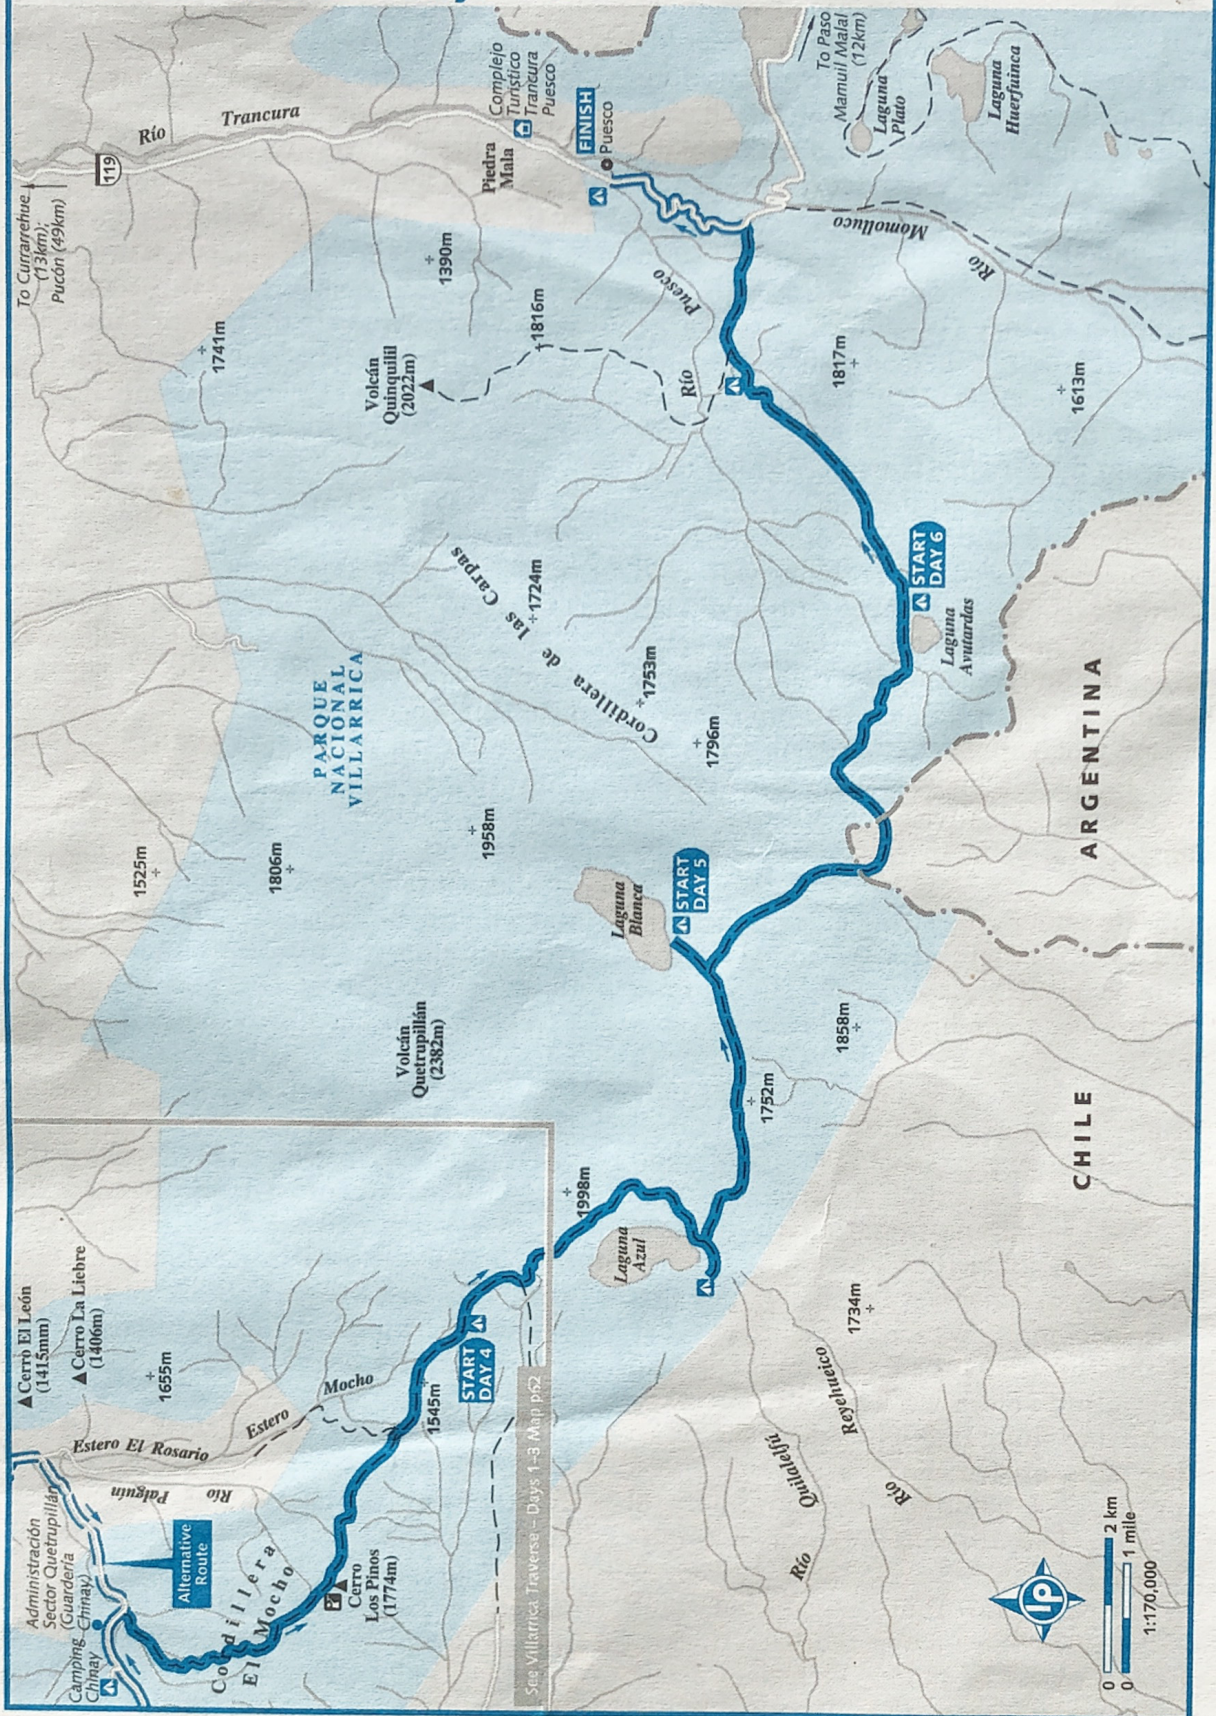 To Currarrehue
(13km);
Pucón (49km)
119
Río
Trancura
Complejo
Turístico
Trancura
Puesco
Piedra
Mala
FINISH
Puesco
To Paso
Mamuil Malal
(12km)
Laguna
Plato
Laguna
Huerfuinca
Río
Momolluco
1390m
1741m
1816m
Volcán
Quinquilil
(2022m)
Río
Puesco
1817m
1613m
START
DAY 6
Laguna
Avutardas
Cordillera de las Carpas
1724m
1753m
1796m
PARQUE
NACIONAL
VILLARRICA
1958m
1525m
1806m
Laguna
Blanca
START
DAY 5
ARGENTINA
CHILE
Volcán
Quetrupillán
(2382m)
1858m
1752m
1998m
Laguna
Azul
Cerro El León
(1415mm)
Cerro La Liebre
(1406m)
1655m
Estero
Mocho
Estero El Rosario
Río
Palguín
1545m
START
DAY 4
1734m
Río
Reyehueico
Río
Quilalelfú
Administración
Sector Quetrupillán
(Guardería
Chinay)
Camping
Chinay
Alternative
Route
Cordillera
El Mocho
Cerro
Los Pinos
(1774m)
See Villarrica Traverse – Days 1-3 Map p62
lp
0 2 km
0 1 mile
1:170,000